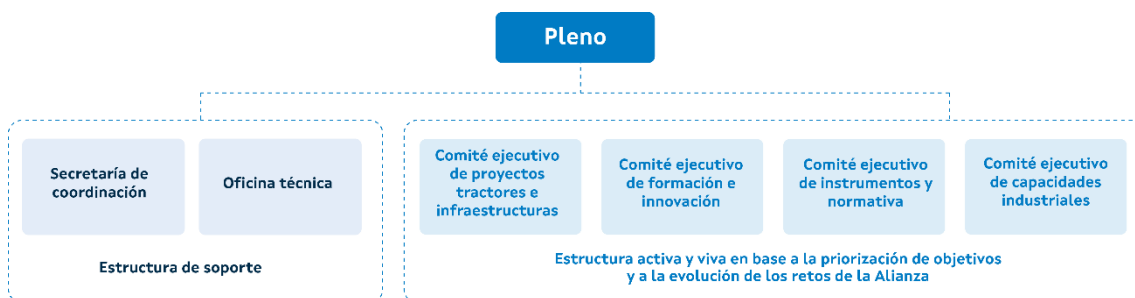 Pleno
Secretaría de
coordinación
Oficina técnica
Estructura de soporte
Comité ejecutivo
de proyectos
tractores e
infraestructuras
Comité ejecutivo
de formación e
innovación
Comité ejecutivo
de instrumentos y
normativa
Comité ejecutivo
de capacidades
industriales
Estructura activa y viva en base a la priorización de objetivos
y a la evolución de los retos de la Alianza